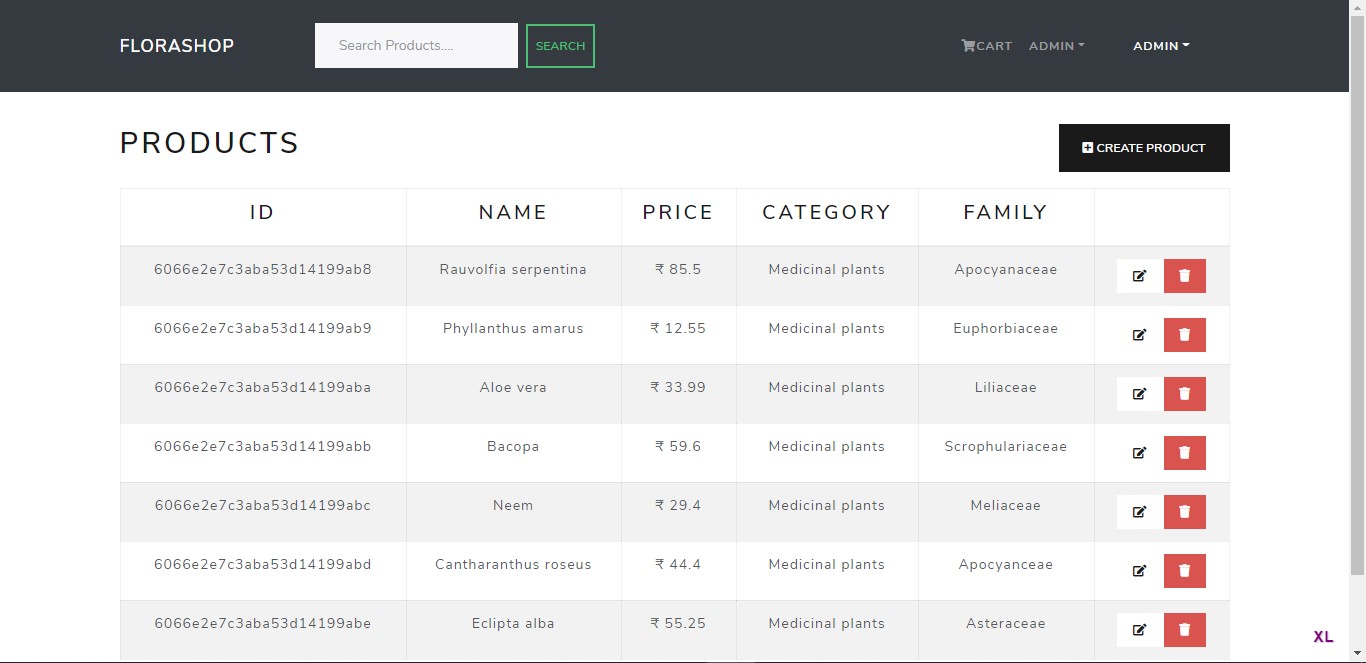 FLORASHOP Search Products.... SEARCH CART ADMIN ADMIN
PRODUCTS CREATE PRODUCT
ID NAME PRICE CATEGORY FAMILY
6066e2e7c3aba53d14199ab8 Rauvolfia serpentina ₹ 85.5 Medicinal plants Apocyanaceae
6066e2e7c3aba53d14199ab9 Phyllanthus amarus ₹ 12.55 Medicinal plants Euphorbiaceae
6066e2e7c3aba53d14199aba Aloe vera ₹ 33.99 Medicinal plants Liliaceae
6066e2e7c3aba53d14199abb Bacopa ₹ 59.6 Medicinal plants Scrophulariaceae
6066e2e7c3aba53d14199abc Neem ₹ 29.4 Medicinal plants Meliaceae
6066e2e7c3aba53d14199abd Cantharanthus roseus ₹ 44.4 Medicinal plants Apocyanceae
6066e2e7c3aba53d14199abe Eclipta alba ₹ 55.25 Medicinal plants Asteraceae
XL